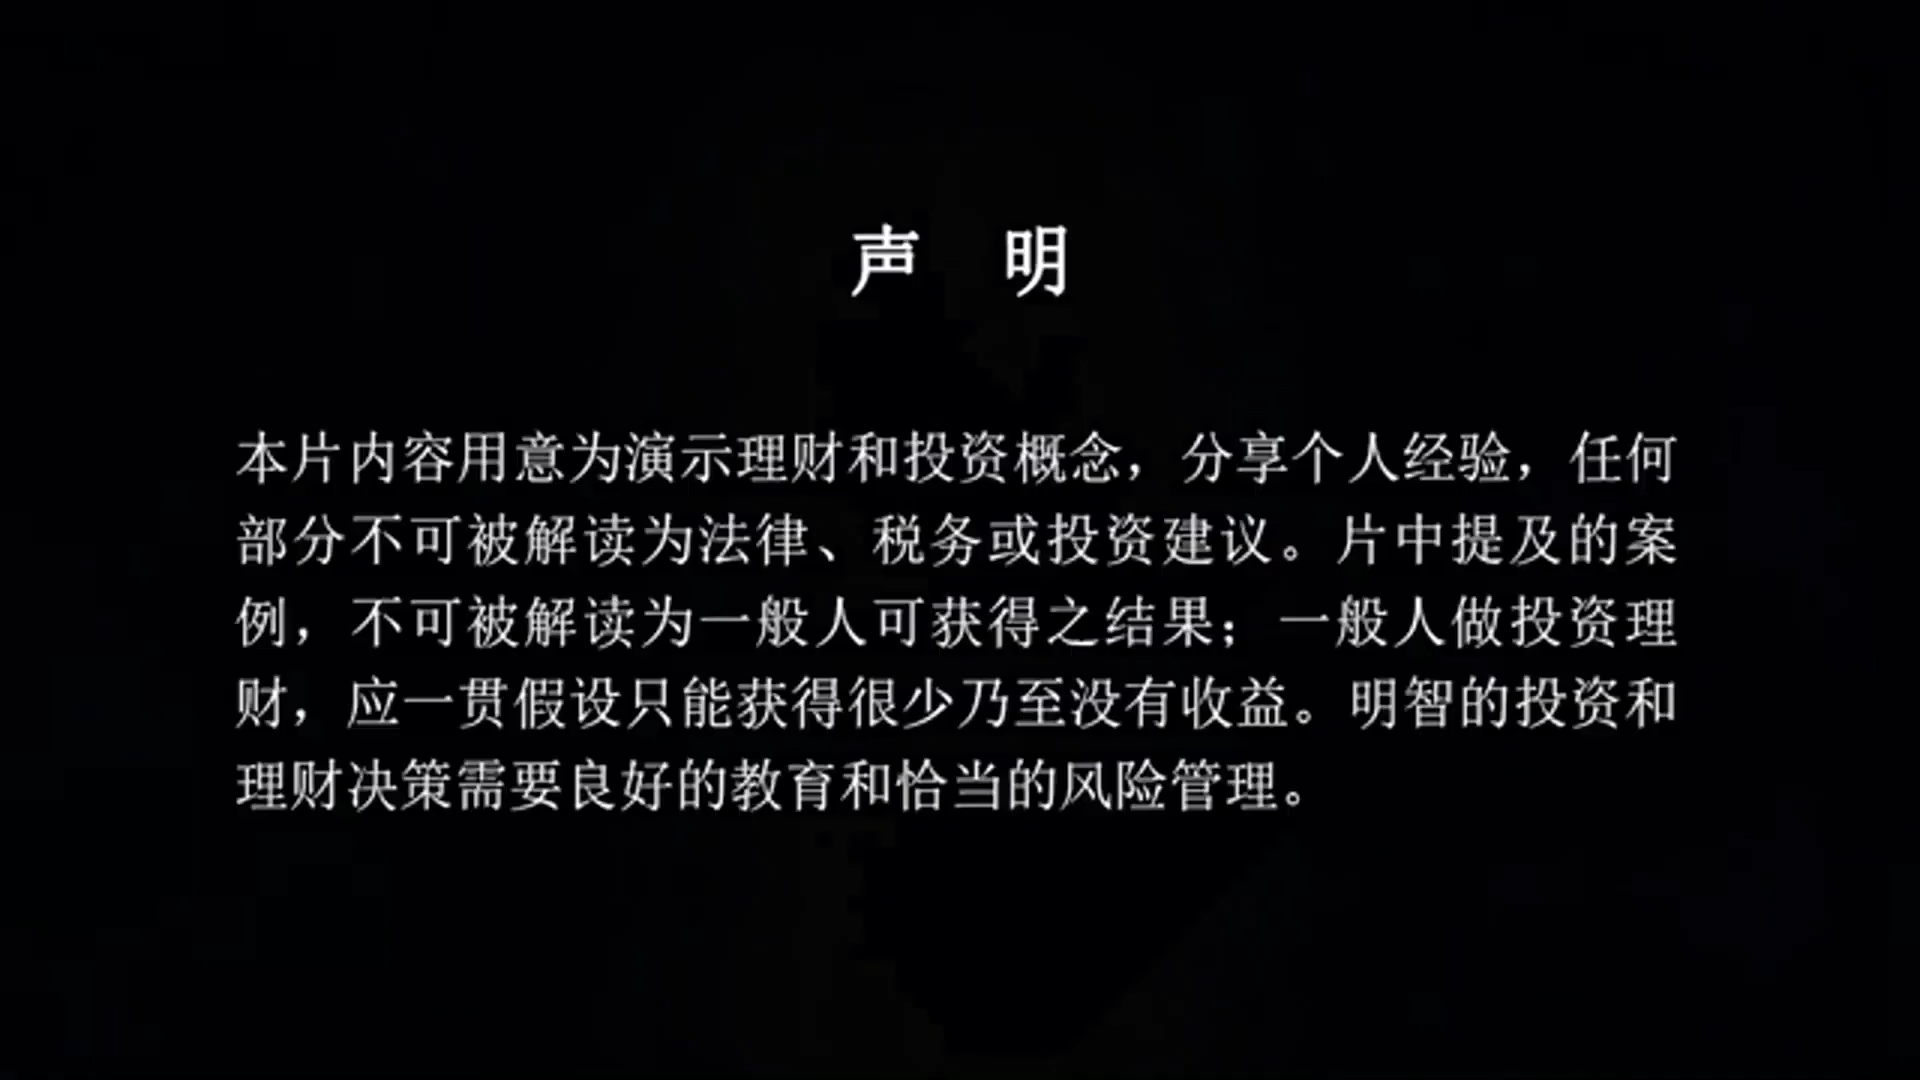 声 明
本片内容用意为演示理财和投资概念，分享个人经验，任何
部分不可被解读为法律、税务或投资建议。片中提及的案
例，不可被解读为一般人可获得之结果；一般人做投资理
财，应一贯假设只能获得很少乃至没有收益。明智的投资和
理财决策需要良好的教育和恰当的风险管理。